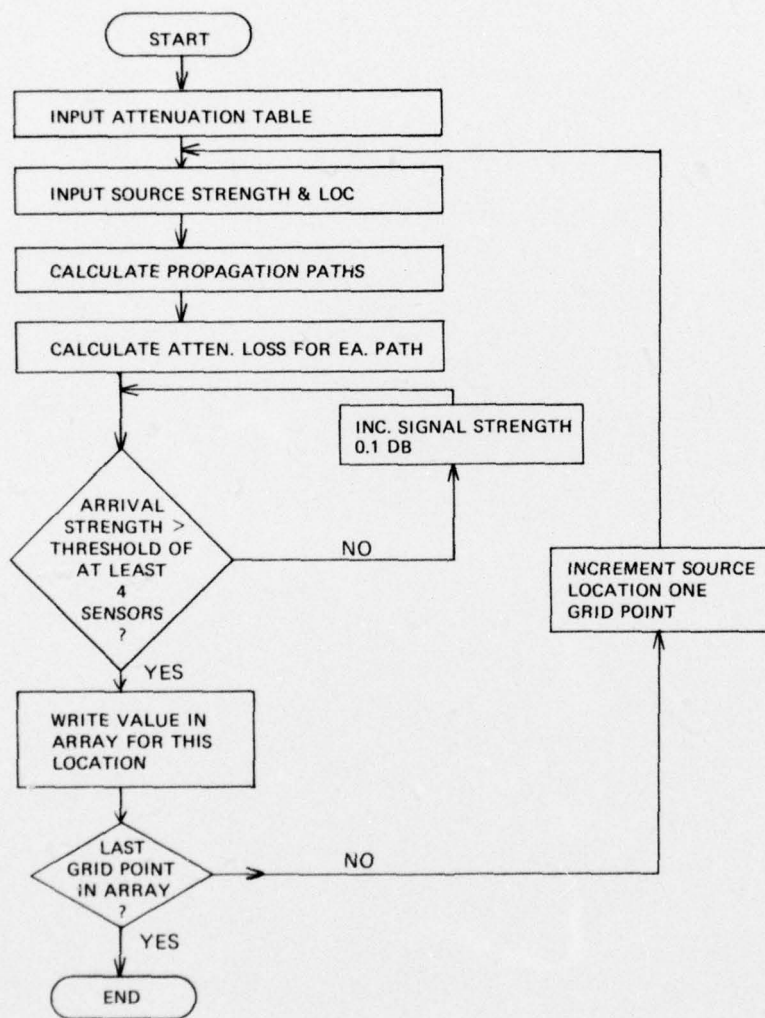 START
INPUT ATTENUATION TABLE
INPUT SOURCE STRENGTH & LOC
CALCULATE PROPAGATION PATHS
CALCULATE ATTEN. LOSS FOR EA. PATH
INC. SIGNAL STRENGTH
0.1 DB
ARRIVAL
STRENGTH >
THRESHOLD OF
AT LEAST
4
SENSORS
?
NO
INCREMENT SOURCE
LOCATION ONE
GRID POINT
YES
WRITE VALUE IN
ARRAY FOR THIS
LOCATION
LAST
GRID POINT
IN ARRAY
?
NO
YES
END